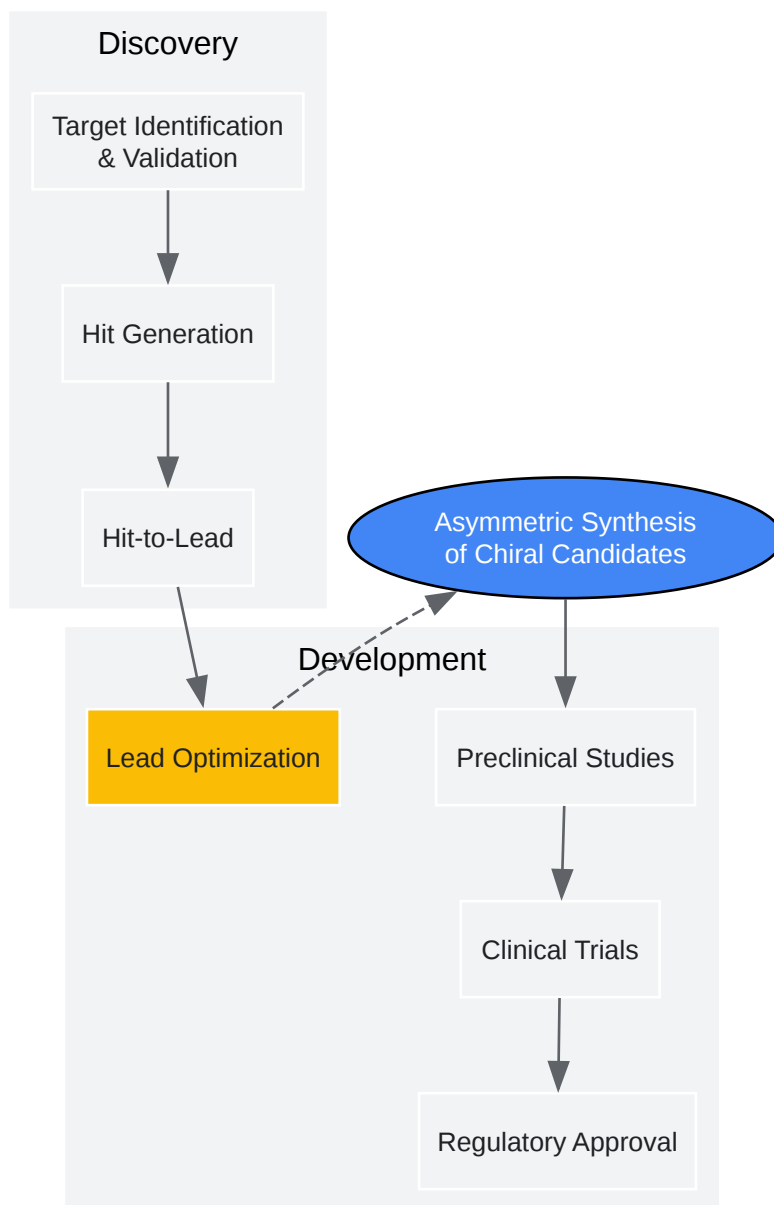 Discovery
Target Identification
& Validation
Hit Generation
Hit-to-Lead
Asymmetric Synthesis
of Chiral Candidates
Development
Lead Optimization
Preclinical Studies
Clinical Trials
Regulatory Approval